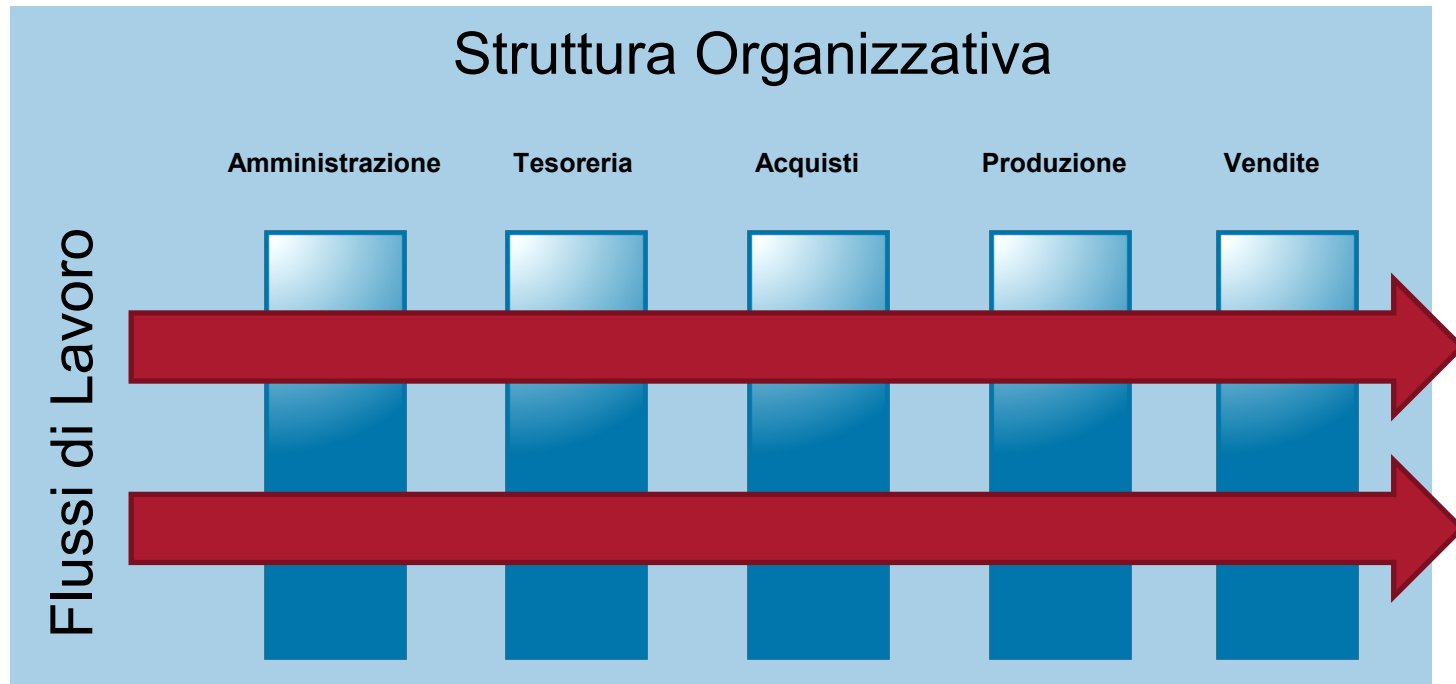 Struttura Organizzativa
Amministrazione
Tesoreria
Acquisti
Produzione
Vendite
Flussi di Lavoro